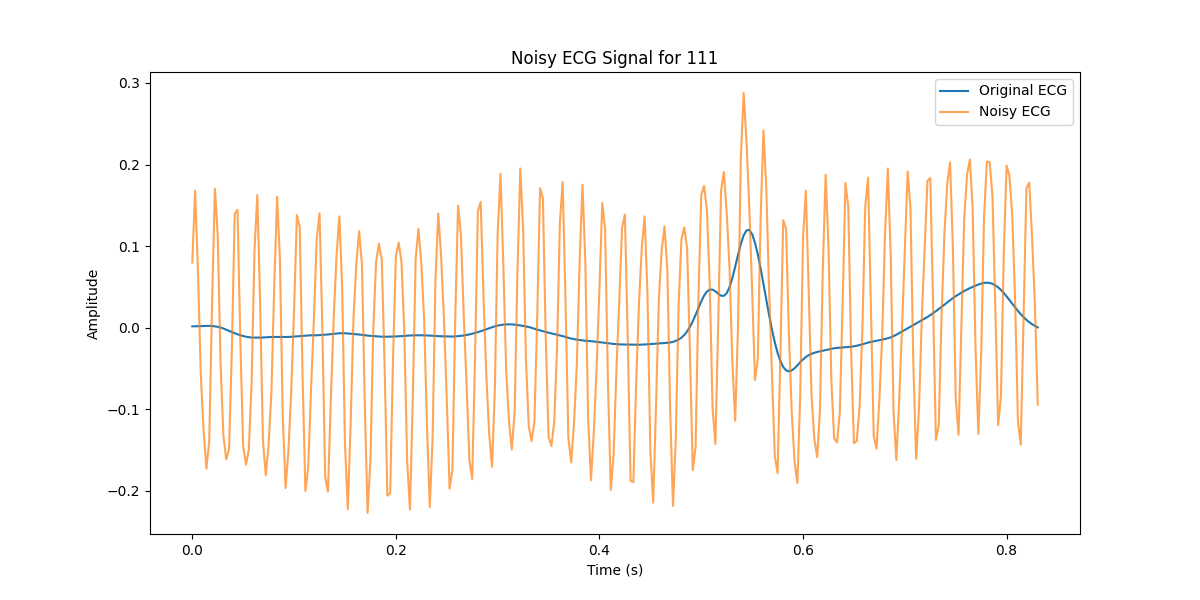 Noisy ECG Signal for 111
Original ECG
Noisy ECG
Amplitude
0.3
0.2
0.1
0.0
−0.1
−0.2
0.0 0.2 0.4 0.6 0.8
Time (s)